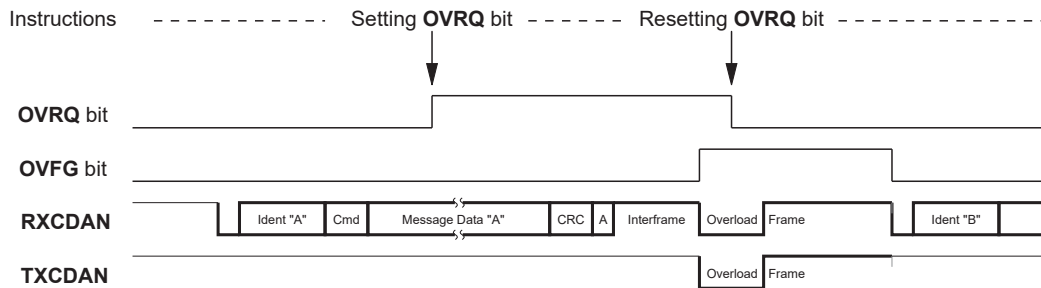 Instructions Setting OVRQ bit Resetting OVRQ bit
OVRQ bit
OVFG bit
RXCDAN Ident "A" Cmd Message Data "A" CRC A Interframe Overload Frame Ident "B"
TXCDAN Overload Frame